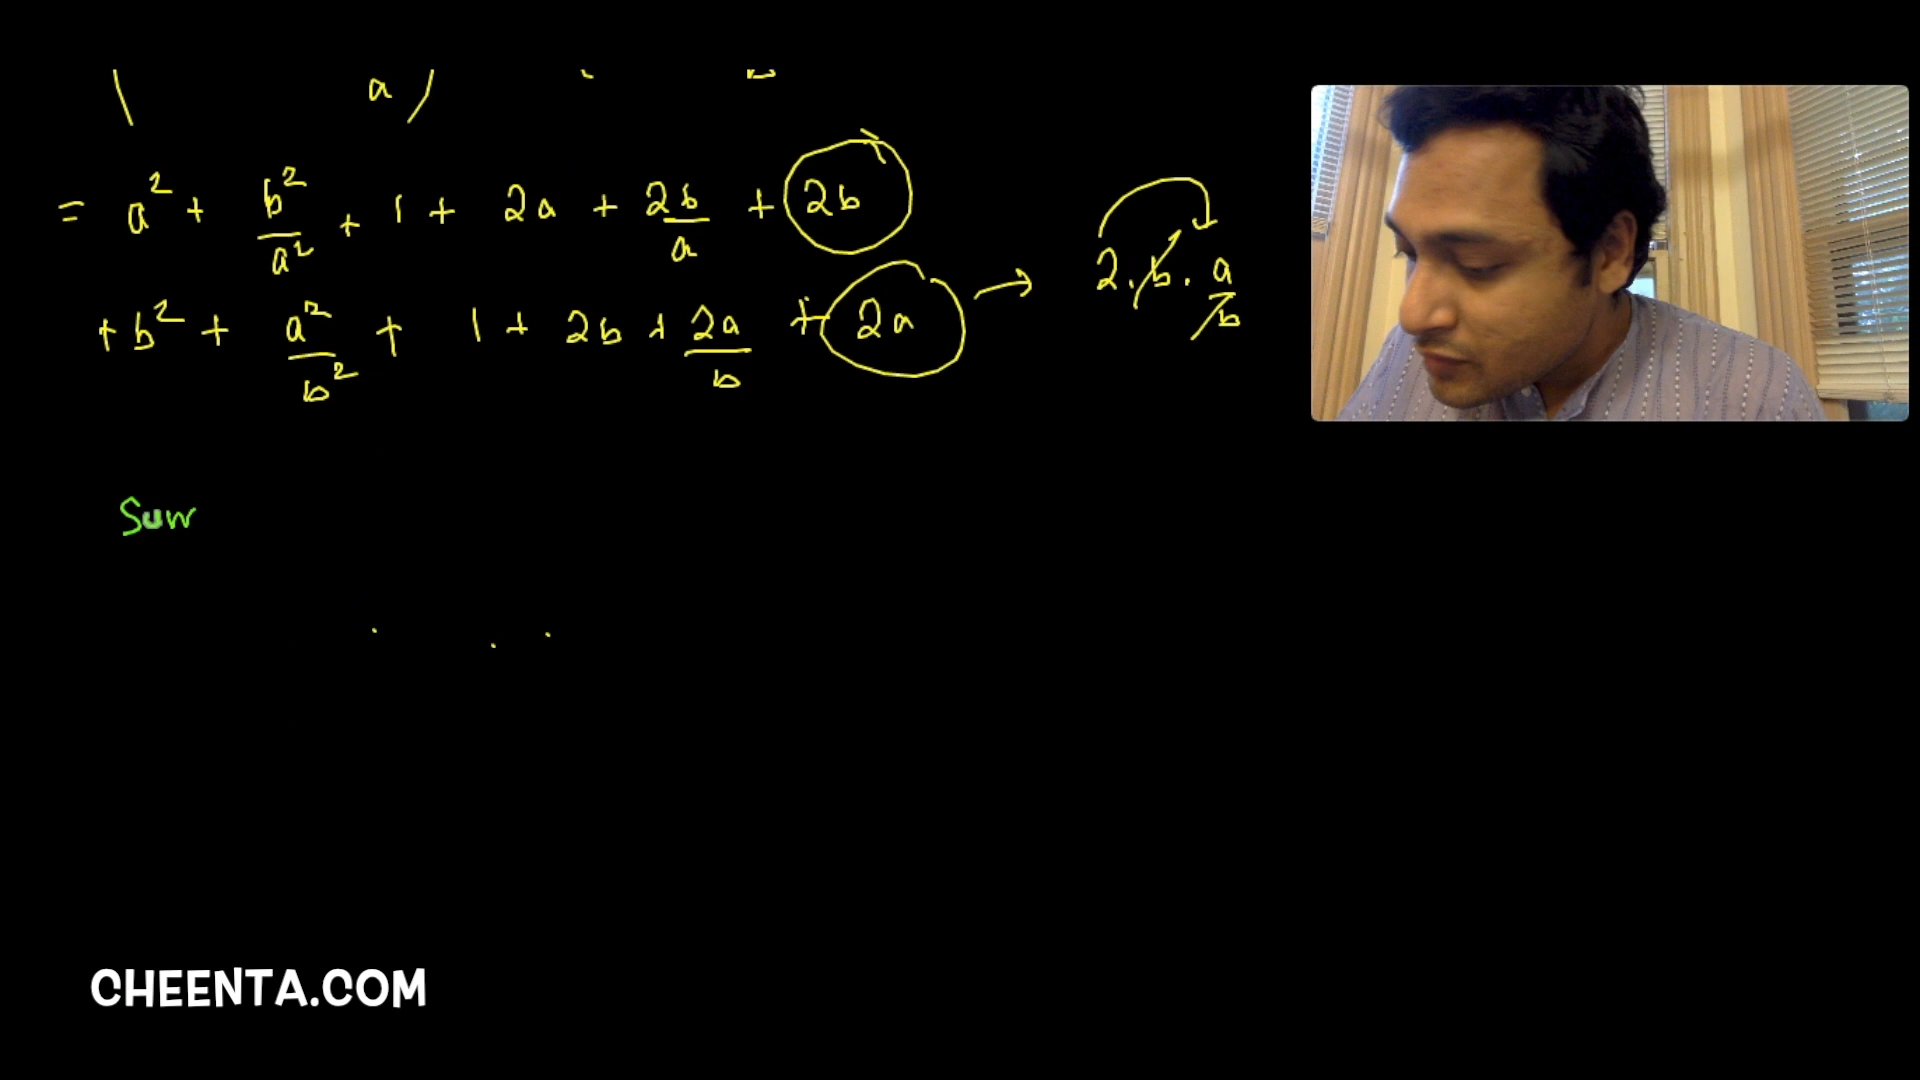 a )
= a² + b²/a² + 1 + 2a + 2b/a + 2b
+ b² + a²/b² + 1 + 2b + 2a/b + 2a → 2 . b . a/b
Sum
CHEENTA.COM